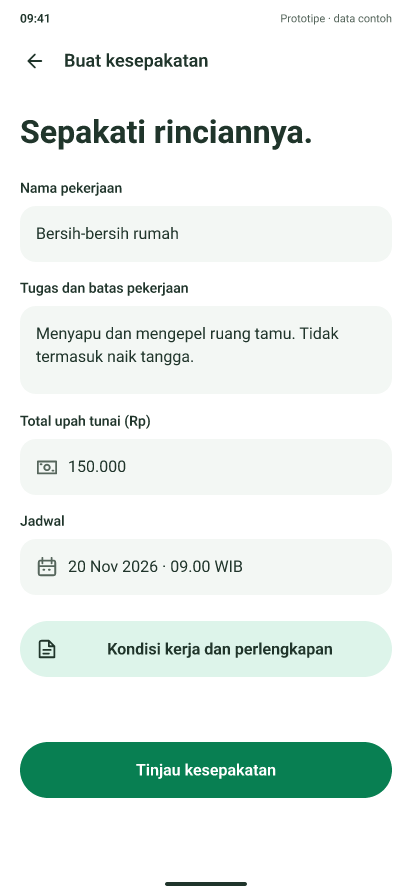 09:41
Prototipe · data contoh
Buat kesepakatan
Sepakati rinciannya.
Nama pekerjaan
Bersih-bersih rumah
Tugas dan batas pekerjaan
Menyapu dan mengepel ruang tamu. Tidak
termasuk naik tangga.
Total upah tunai (Rp)
150.000
Jadwal
20 Nov 2026 · 09.00 WIB
Kondisi kerja dan perlengkapan
Tinjau kesepakatan